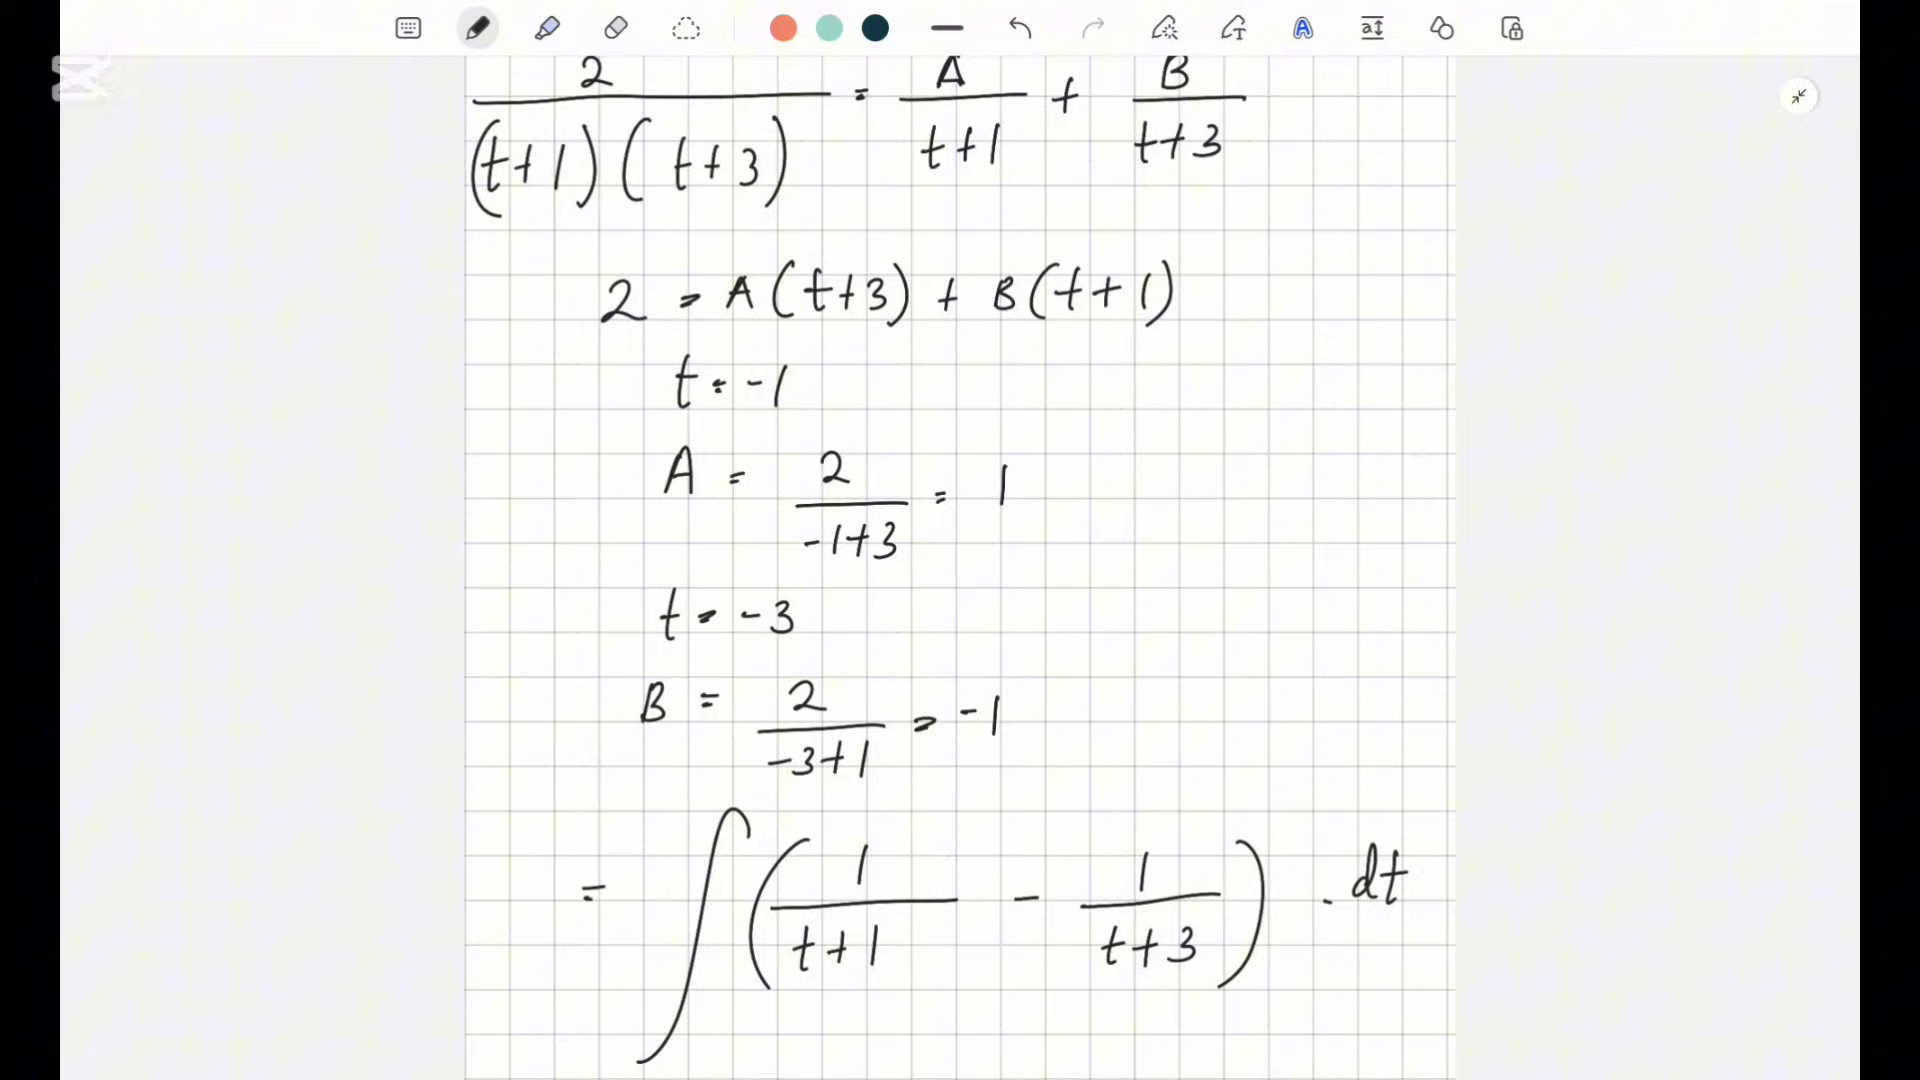 2/((t+1)(t+3)) = A/(t+1) + B/(t+3)
2 = A(t+3) + B(t+1)
t = -1
A = 2/(-1+3) = 1
t = -3
B = 2/(-3+1) = -1
= ∫(1/(t+1) - 1/(t+3)) . dt